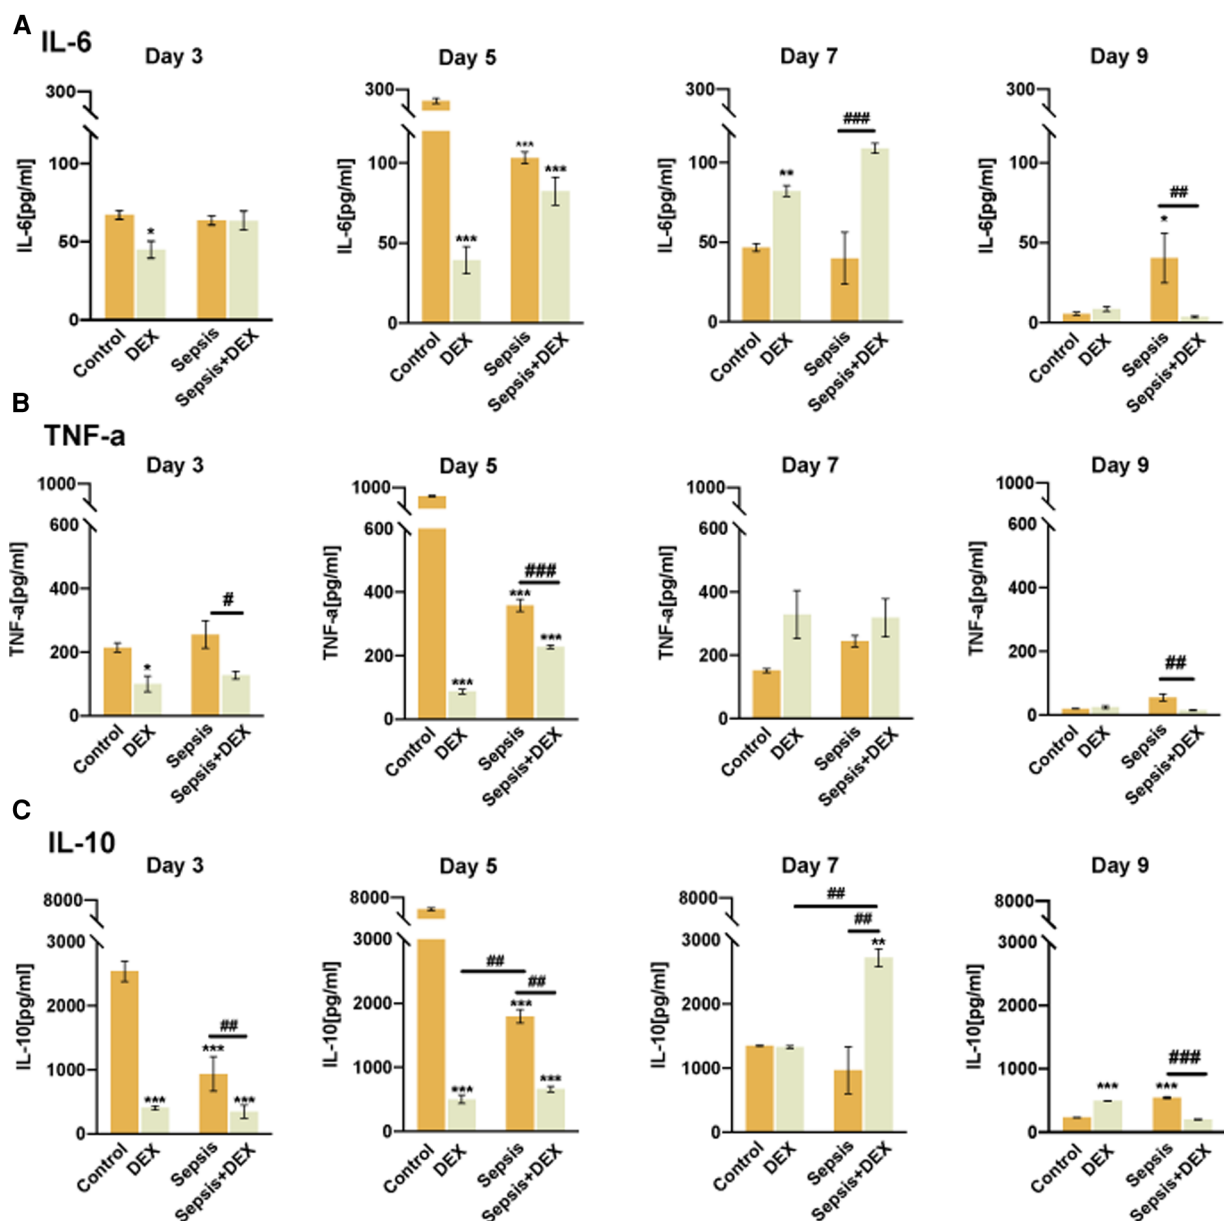 A
IL-6
Day 3
Day 5
Day 7
Day 9
300
100
50
0
IL-6[pg/ml]
*
Control
DEX
Sepsis
Sepsis+DEX
300
100
50
0
IL-6[pg/ml]
***
***
***
Control
DEX
Sepsis
Sepsis+DEX
300
100
50
0
IL-6[pg/ml]
**
###
Control
DEX
Sepsis
Sepsis+DEX
300
100
50
0
IL-6[pg/ml]
*
##
Control
DEX
Sepsis
Sepsis+DEX
B
TNF-a
Day 3
Day 5
Day 7
Day 9
1000
600
400
200
0
TNF-a[pg/ml]
*
#
Control
DEX
Sepsis
Sepsis+DEX
1000
600
400
200
0
TNF-a[pg/ml]
***
***
###
***
Control
DEX
Sepsis
Sepsis+DEX
1000
600
400
200
0
TNF-a[pg/ml]
Control
DEX
Sepsis
Sepsis+DEX
1000
600
400
200
0
TNF-a[pg/ml]
##
Control
DEX
Sepsis
Sepsis+DEX
C
IL-10
Day 3
Day 5
Day 7
Day 9
8000
3000
2000
1000
0
IL-10[pg/ml]
***
***
##
***
Control
DEX
Sepsis
Sepsis+DEX
8000
3000
2000
1000
0
IL-10[pg/ml]
***
##
***
##
***
Control
DEX
Sepsis
Sepsis+DEX
8000
3000
2000
1000
0
IL-10[pg/ml]
##
##
**
Control
DEX
Sepsis
Sepsis+DEX
8000
3000
2000
1000
0
IL-10[pg/ml]
***
***
###
Control
DEX
Sepsis
Sepsis+DEX